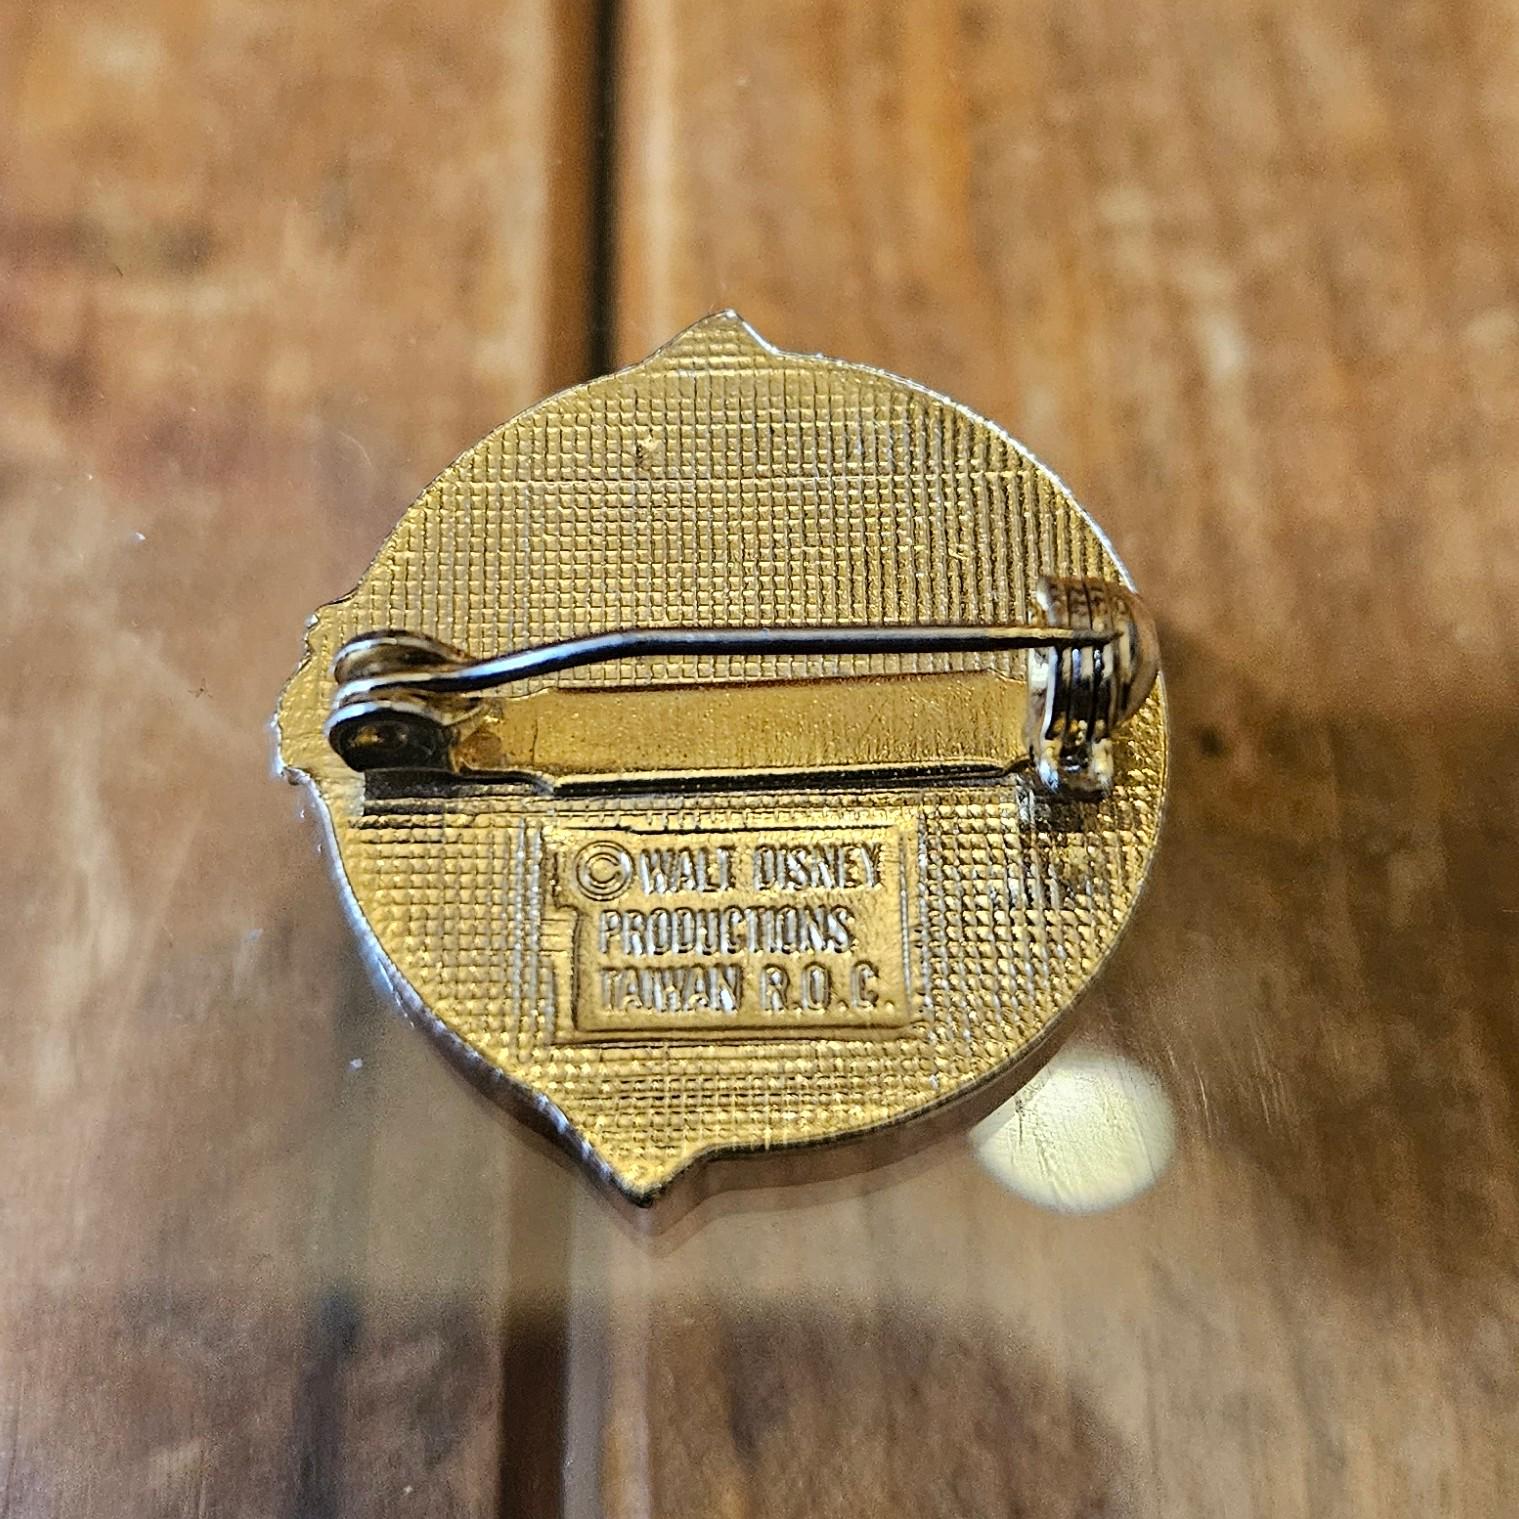 © WALT DISNEY
PRODUCTIONS
TAIWAN R.O.C.